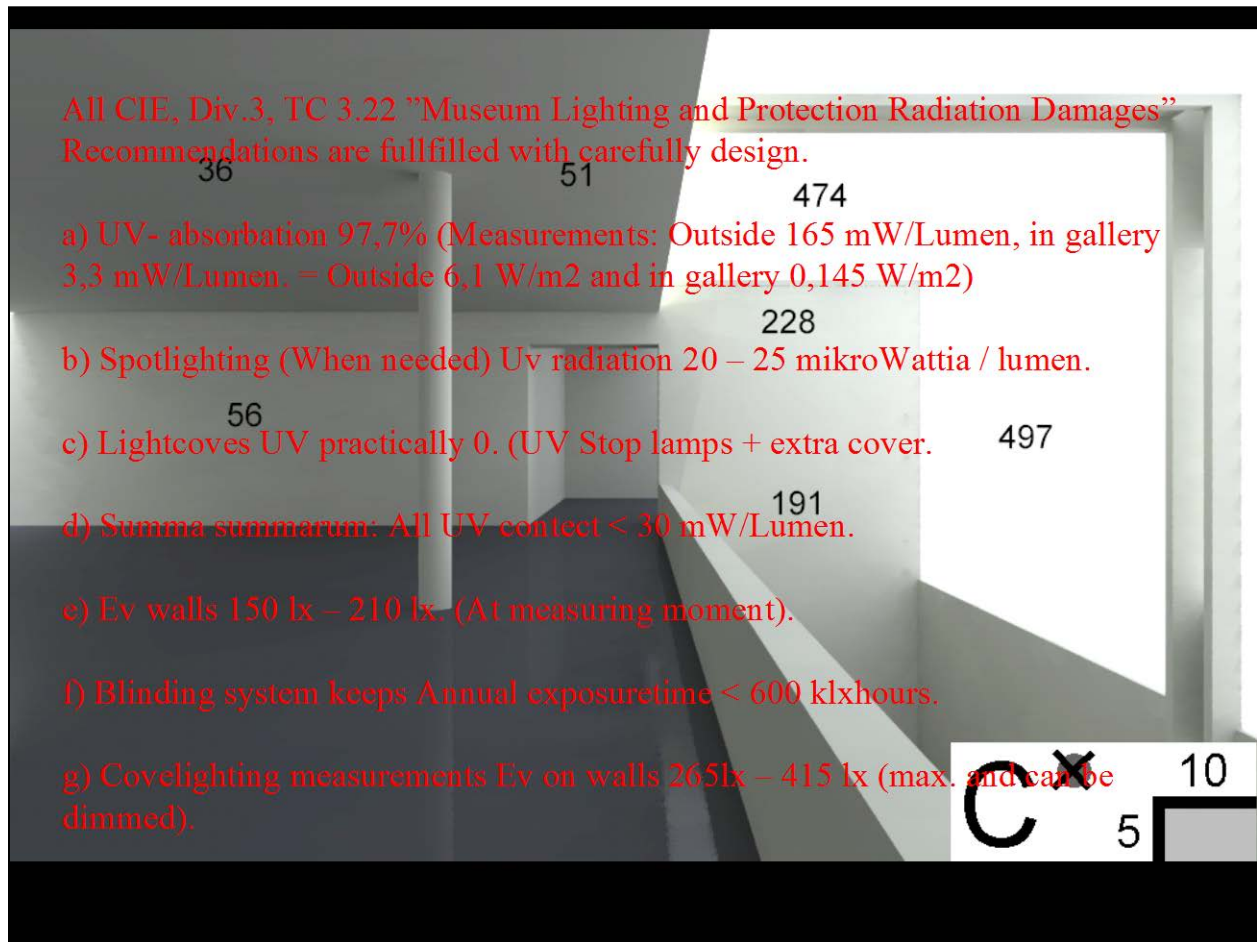 All CIE, Div.3, TC 3.22 ”Museum Lighting and Protection Radiation Damages”
Recommendations are fullfilled with carefully design.
36
51
474
a) UV- absorbation 97,7% (Measurements: Outside 165 mW/Lumen, in gallery
3,3 mW/Lumen. = Outside 6,1 W/m2 and in gallery 0,145 W/m2)
228
b) Spotlighting (When needed) Uv radiation 20 – 25 mikroWattia / lumen.
56
497
c) Lightcoves UV practically 0. (UV Stop lamps + extra cover.
191
d) Summa summarum: All UV contect < 30 mW/Lumen.
e) Ev walls 150 lx – 210 lx. (At measuring moment).
f) Blinding system keeps Annual exposuretime < 600 klxhours.
g) Covelighting measurements Ev on walls 265lx – 415 lx (max. and can be
dimmed).
C
10
5